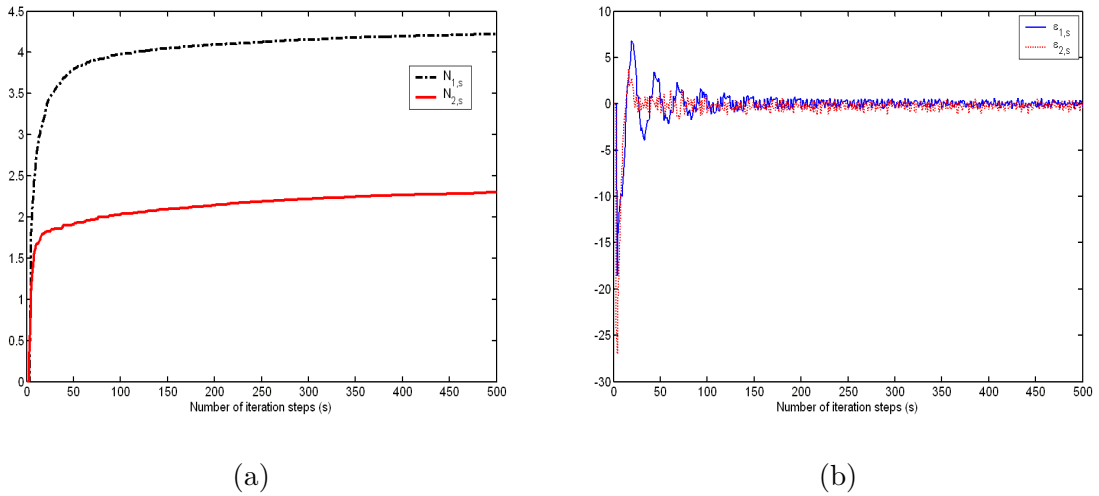 4.5
4
3.5
3
2.5
2
1.5
1
0.5
0
0 50 100 150 200 250 300 350 400 450 500
Number of iteration steps (s)
N1,s
N2,s
(a)
10
5
0
-5
-10
-15
-20
-25
-30
0 50 100 150 200 250 300 350 400 450 500
Number of iteration steps (s)
ε1,s
ε2,s
(b)